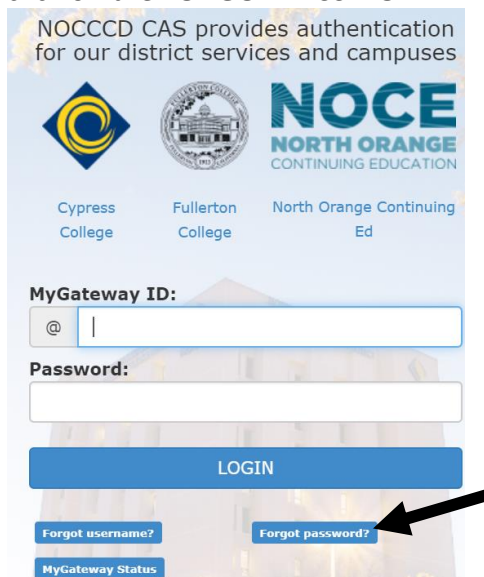 NOCCCD CAS provides authentication
for our district services and campuses
NOCE
NORTH ORANGE
CONTINUING EDUCATION
Cypress
College
Fullerton
College
North Orange Continuing
Ed
MyGateway ID:
@
Password:
LOGIN
Forgot username?
Forgot password?
MyGateway Status